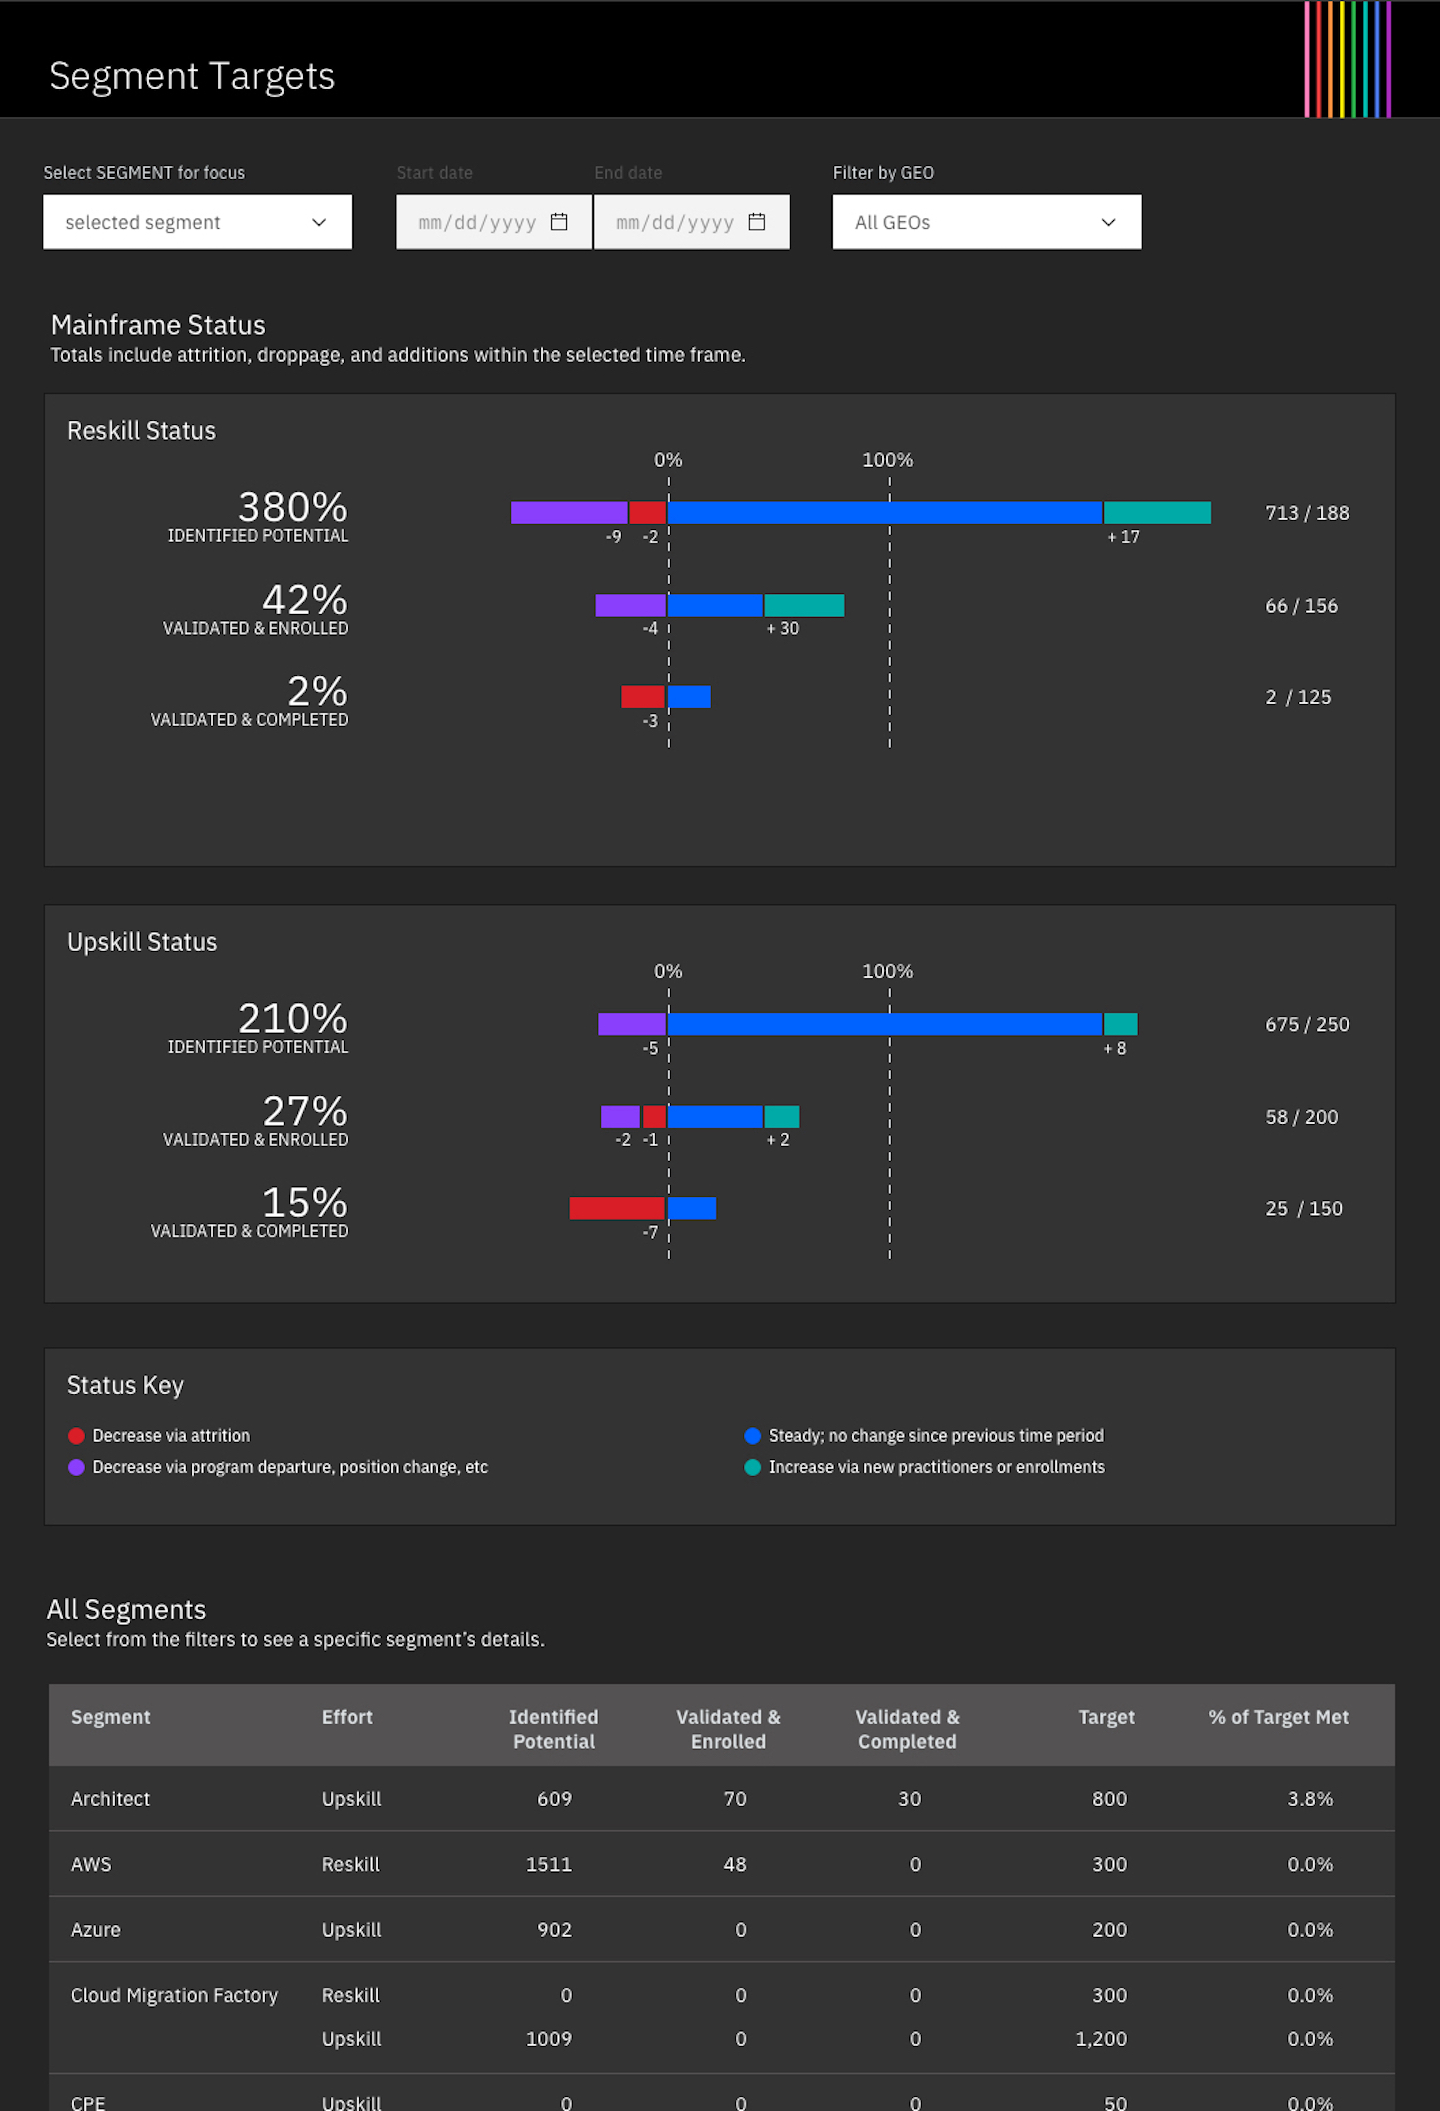 Segment Targets
Select SEGMENT for focus
Start date
End date
Filter by GEO
selected segment
mm/dd/yyyy
mm/dd/yyyy
All GEOs
Mainframe Status
Totals include attrition, droppage, and additions within the selected time frame.
Reskill Status
0% 100%
380%
IDENTIFIED POTENTIAL
-9 -2 + 17
713 / 188
42%
VALIDATED & ENROLLED
-4 + 30
66 / 156
2%
VALIDATED & COMPLETED
-3
2 / 125
Upskill Status
0% 100%
210%
IDENTIFIED POTENTIAL
-5 + 8
675 / 250
27%
VALIDATED & ENROLLED
-2 -1 + 2
58 / 200
15%
VALIDATED & COMPLETED
-7
25 / 150
Status Key
Decrease via attrition
Decrease via program departure, position change, etc
Steady; no change since previous time period
Increase via new practitioners or enrollments
All Segments
Select from the filters to see a specific segment’s details.
Segment Effort Identified Potential Validated & Enrolled Validated & Completed Target % of Target Met
Architect Upskill 609 70 30 800 3.8%
AWS Reskill 1511 48 0 300 0.0%
Azure Upskill 902 0 0 200 0.0%
Cloud Migration Factory Reskill 0 0 0 300 0.0%
Upskill 1009 0 0 1,200 0.0%
CPE Upskill 0 0 0 50 0.0%